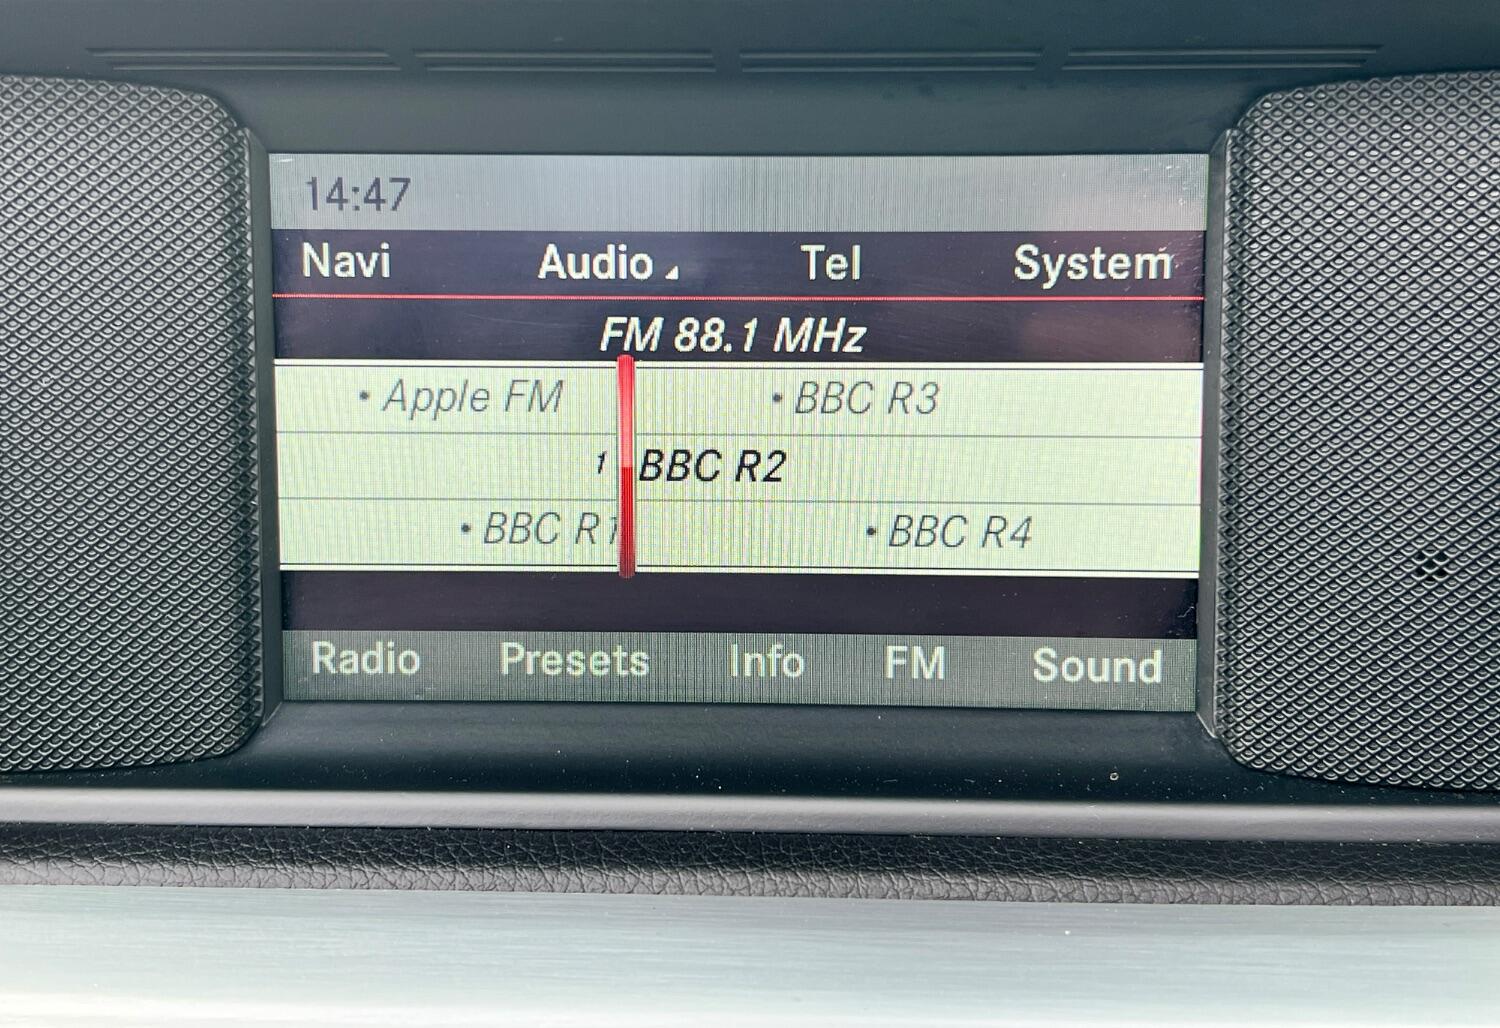 14:47
Navi Audio Tel System
FM 88.1 MHz
• Apple FM • BBC R3
1 BBC R2
• BBC R1 • BBC R4
Radio Presets Info FM Sound